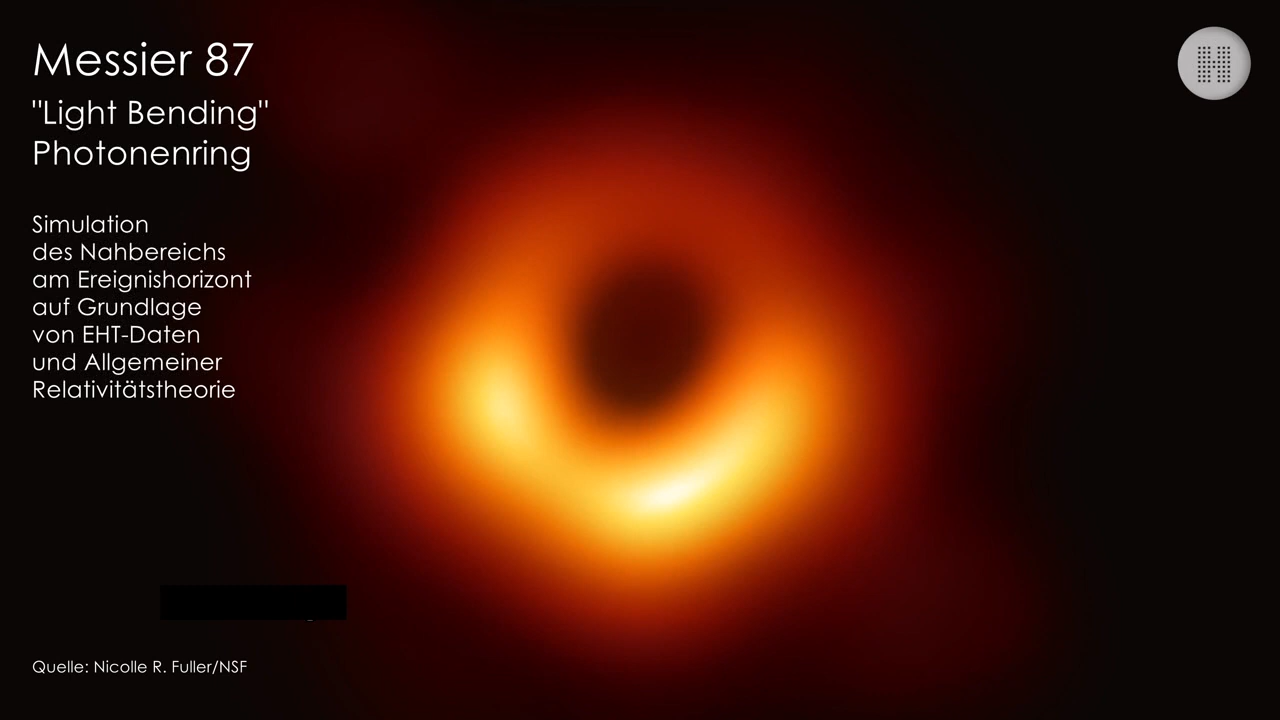 Messier 87
"Light Bending"
Photonenring
Simulation
des Nahbereichs
am Ereignishorizont
auf Grundlage
von EHT-Daten
und Allgemeiner
Relativitätstheorie
Quelle: Nicolle R. Fuller/NSF
H